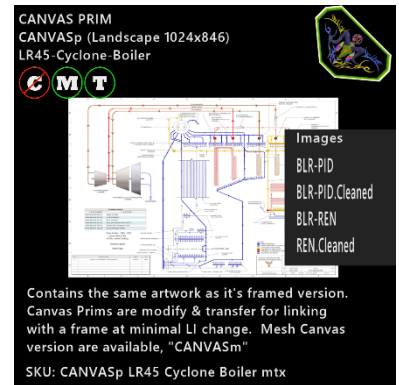 CANVAS PRIM
CANVASp (Landscape 1024x846)
LR45-Cyclone-Boiler
C M T
Images
BLR-PID
BLR-PID.Cleaned
BLR-REN
REN.Cleaned
Contains the same artwork as it's framed version.
Canvas Prims are modify & transfer for linking
with a frame at minimal LI change. Mesh Canvas
version are available, "CANVASm"
SKU: CANVASp LR45 Cyclone Boiler mtx